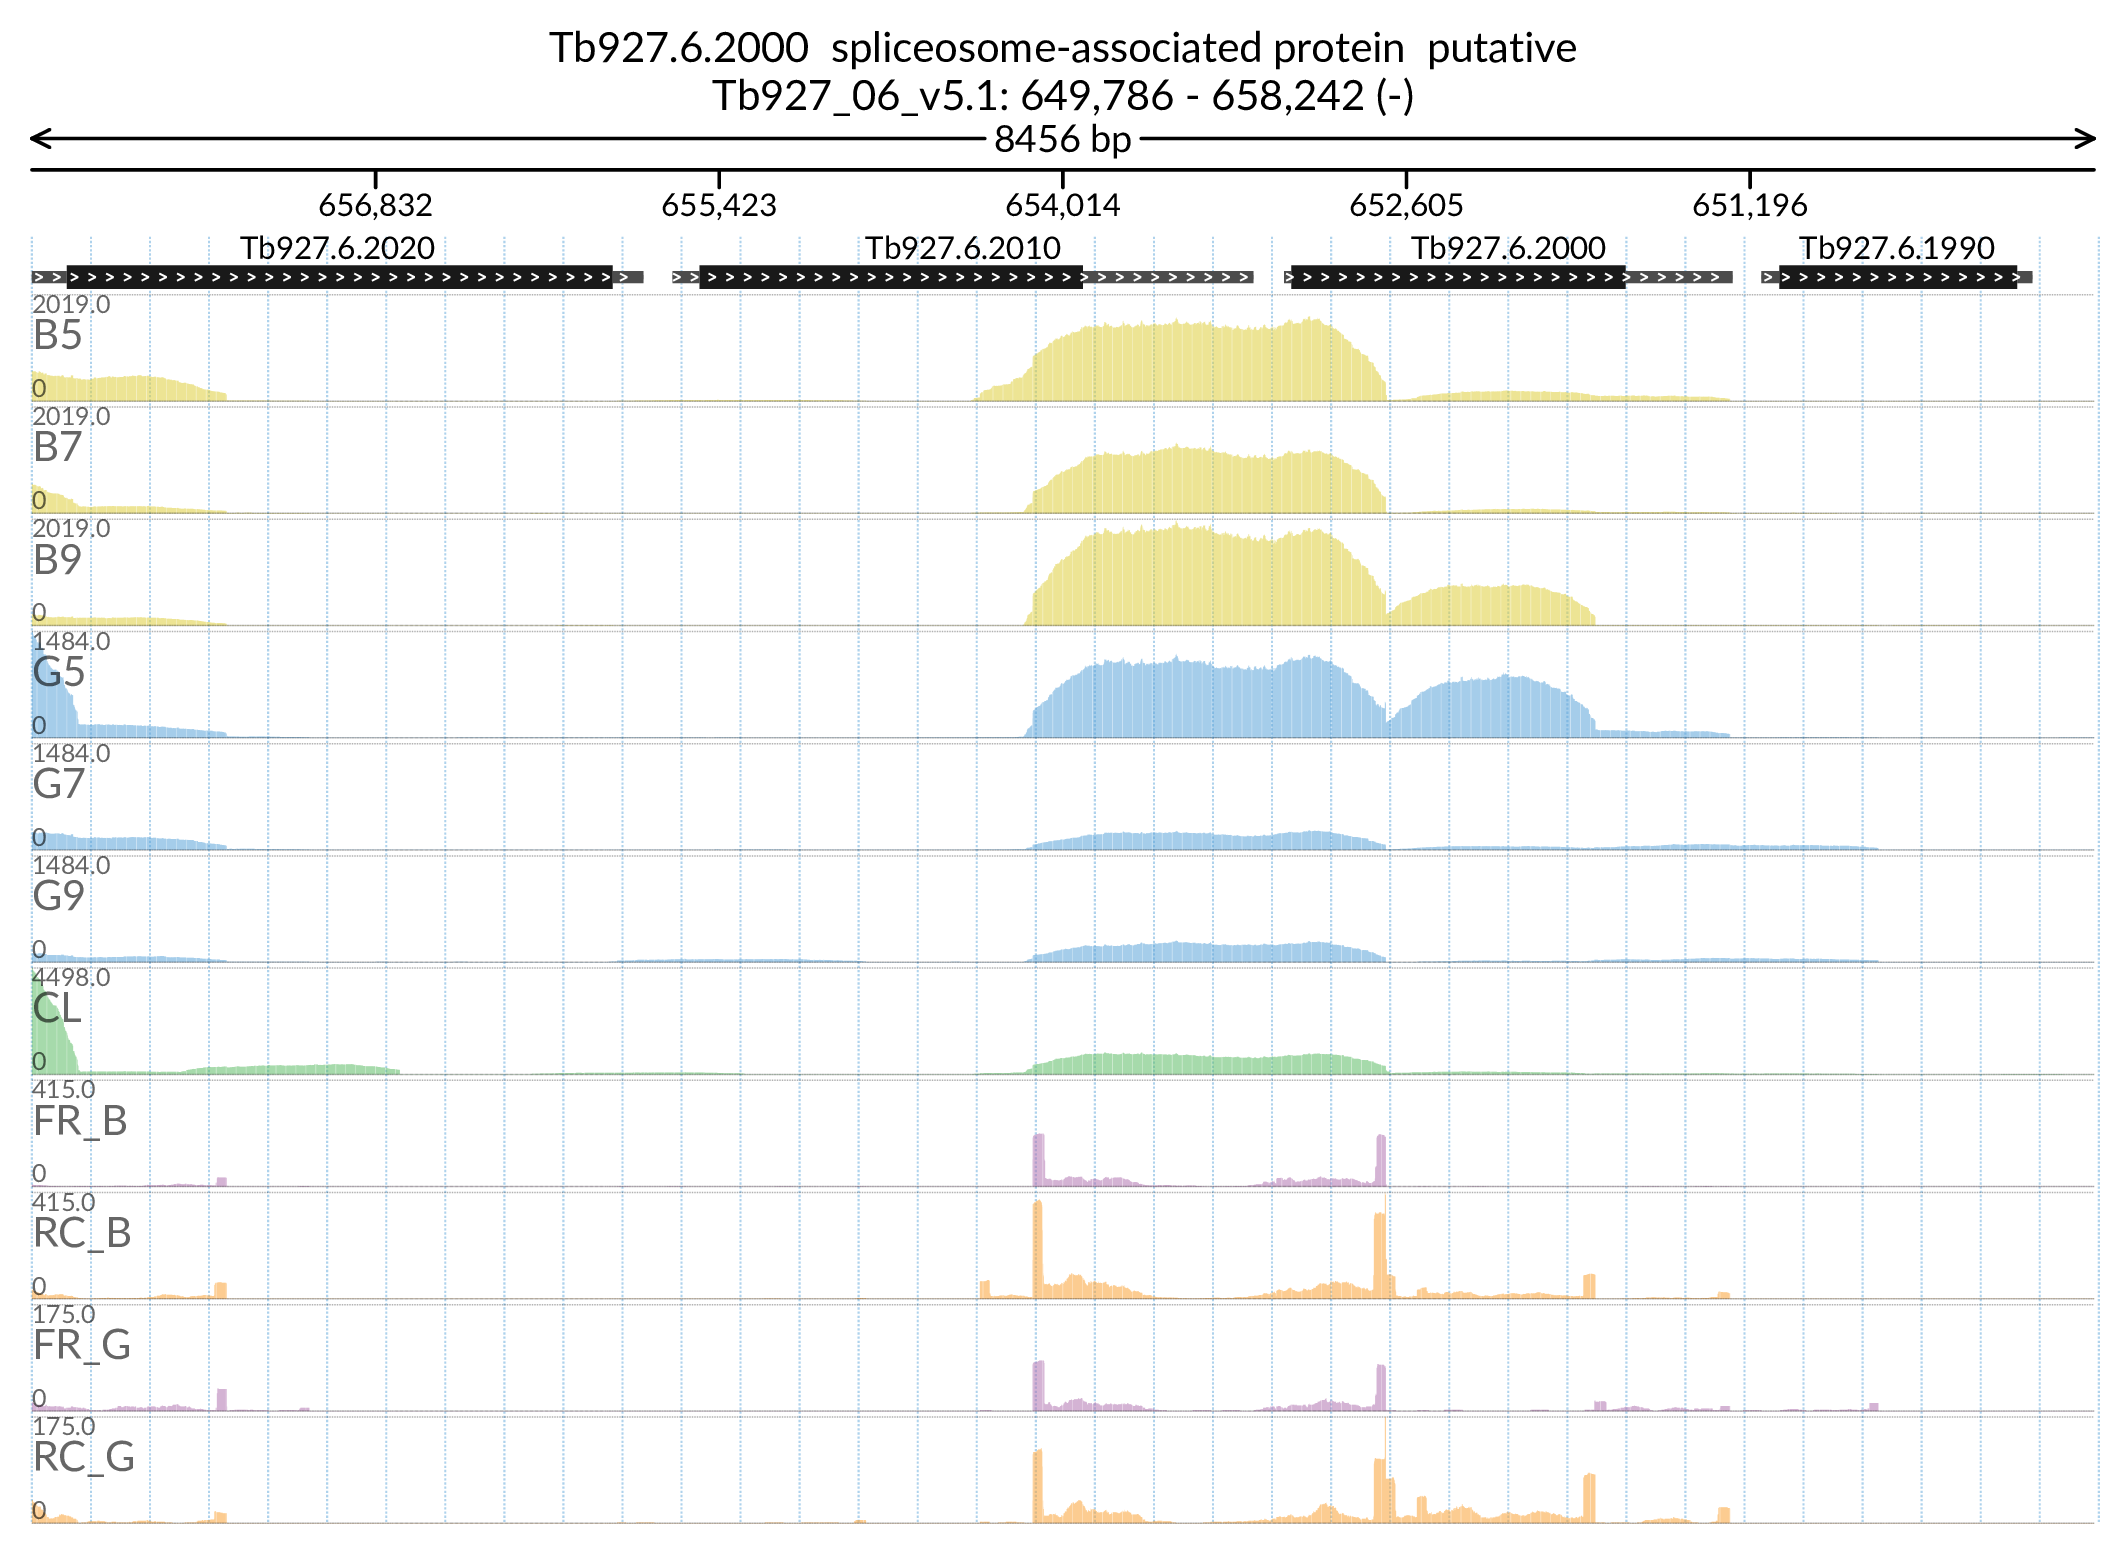 Tb927.6.2000 spliceosome-associated protein putative
Tb927_06_v5.1: 649,786 - 658,242 (-)
8456 bp
656,832 655,423 654,014 652,605 651,196
Tb927.6.2020 Tb927.6.2010 Tb927.6.2000 Tb927.6.1990
2019.0
B5
0
2019.0
B7
0
2019.0
B9
0
1484.0
G5
0
1484.0
G7
0
1484.0
G9
0
4498.0
CL
0
415.0
FR_B
0
415.0
RC_B
0
175.0
FR_G
0
175.0
RC_G
0